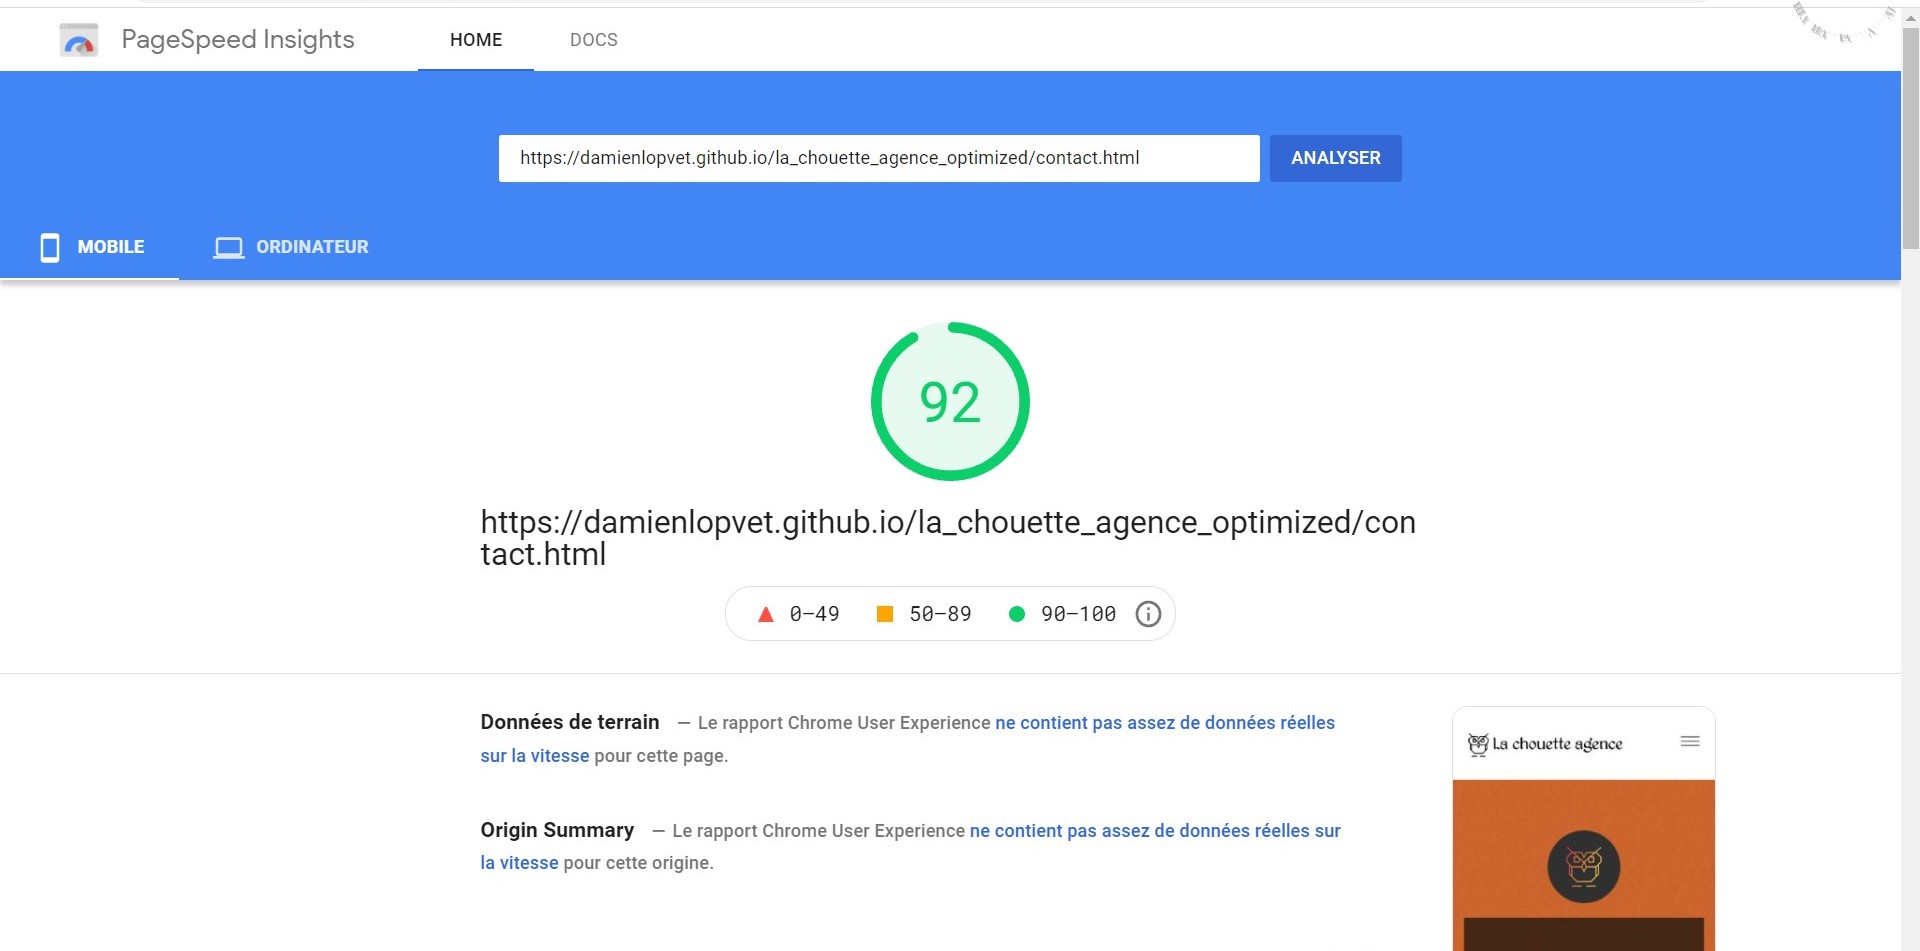 PageSpeed Insights HOME DOCS
https://damienlopvet.github.io/la_chouette_agence_optimized/contact.html ANALYSER
MOBILE ORDINATEUR
92
https://damienlopvet.github.io/la_chouette_agence_optimized/con
tact.html
0–49 50–89 90–100
Données de terrain — Le rapport Chrome User Experience ne contient pas assez de données réelles
sur la vitesse pour cette page.
La chouette agence
Origin Summary — Le rapport Chrome User Experience ne contient pas assez de données réelles sur
la vitesse pour cette origine.